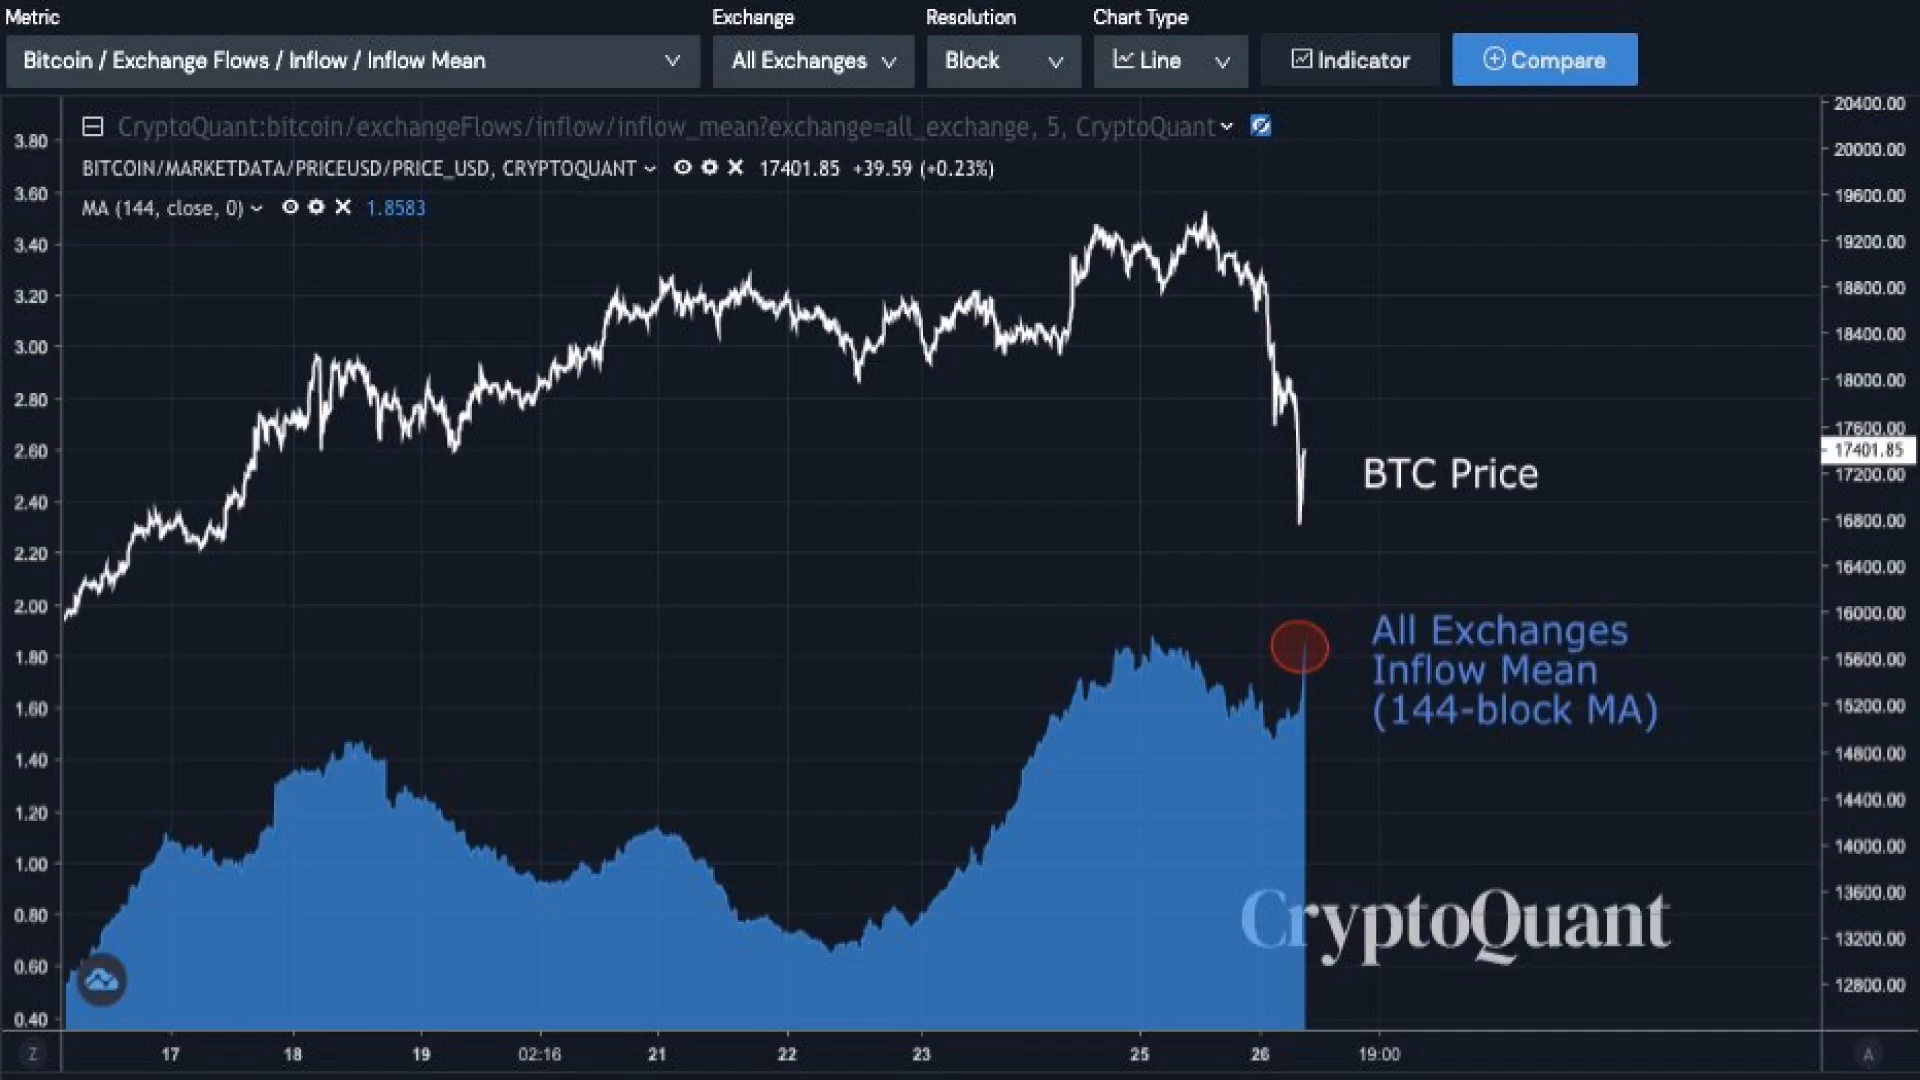 Metric
Exchange
Resolution
Chart Type
Bitcoin / Exchange Flows / Inflow / Inflow Mean
All Exchanges
Block
Line
Indicator
Compare
CryptoQuant:bitcoin/exchangeFlows/inflow/inflow_mean?exchange=all_exchange, 5, CryptoQuant
BITCOIN/MARKETDATA/PRICEUSD/PRICE_USD, CRYPTOQUANT 17401.85 +39.59 (+0.23%)
MA (144, close, 0) 1.8583
3.80
3.60
3.40
3.20
3.00
2.80
2.60
2.40
2.20
2.00
1.80
1.60
1.40
1.20
1.00
0.80
0.60
0.40
20400.00
20000.00
19600.00
19200.00
18800.00
18400.00
18000.00
17600.00
17401.85
17200.00
16800.00
16400.00
16000.00
15600.00
15200.00
14800.00
14400.00
14000.00
13600.00
13200.00
12800.00
BTC Price
All Exchanges
Inflow Mean
(144-block MA)
CryptoQuant
Z
17
18
19
02:16
21
22
23
25
26
19:00
A